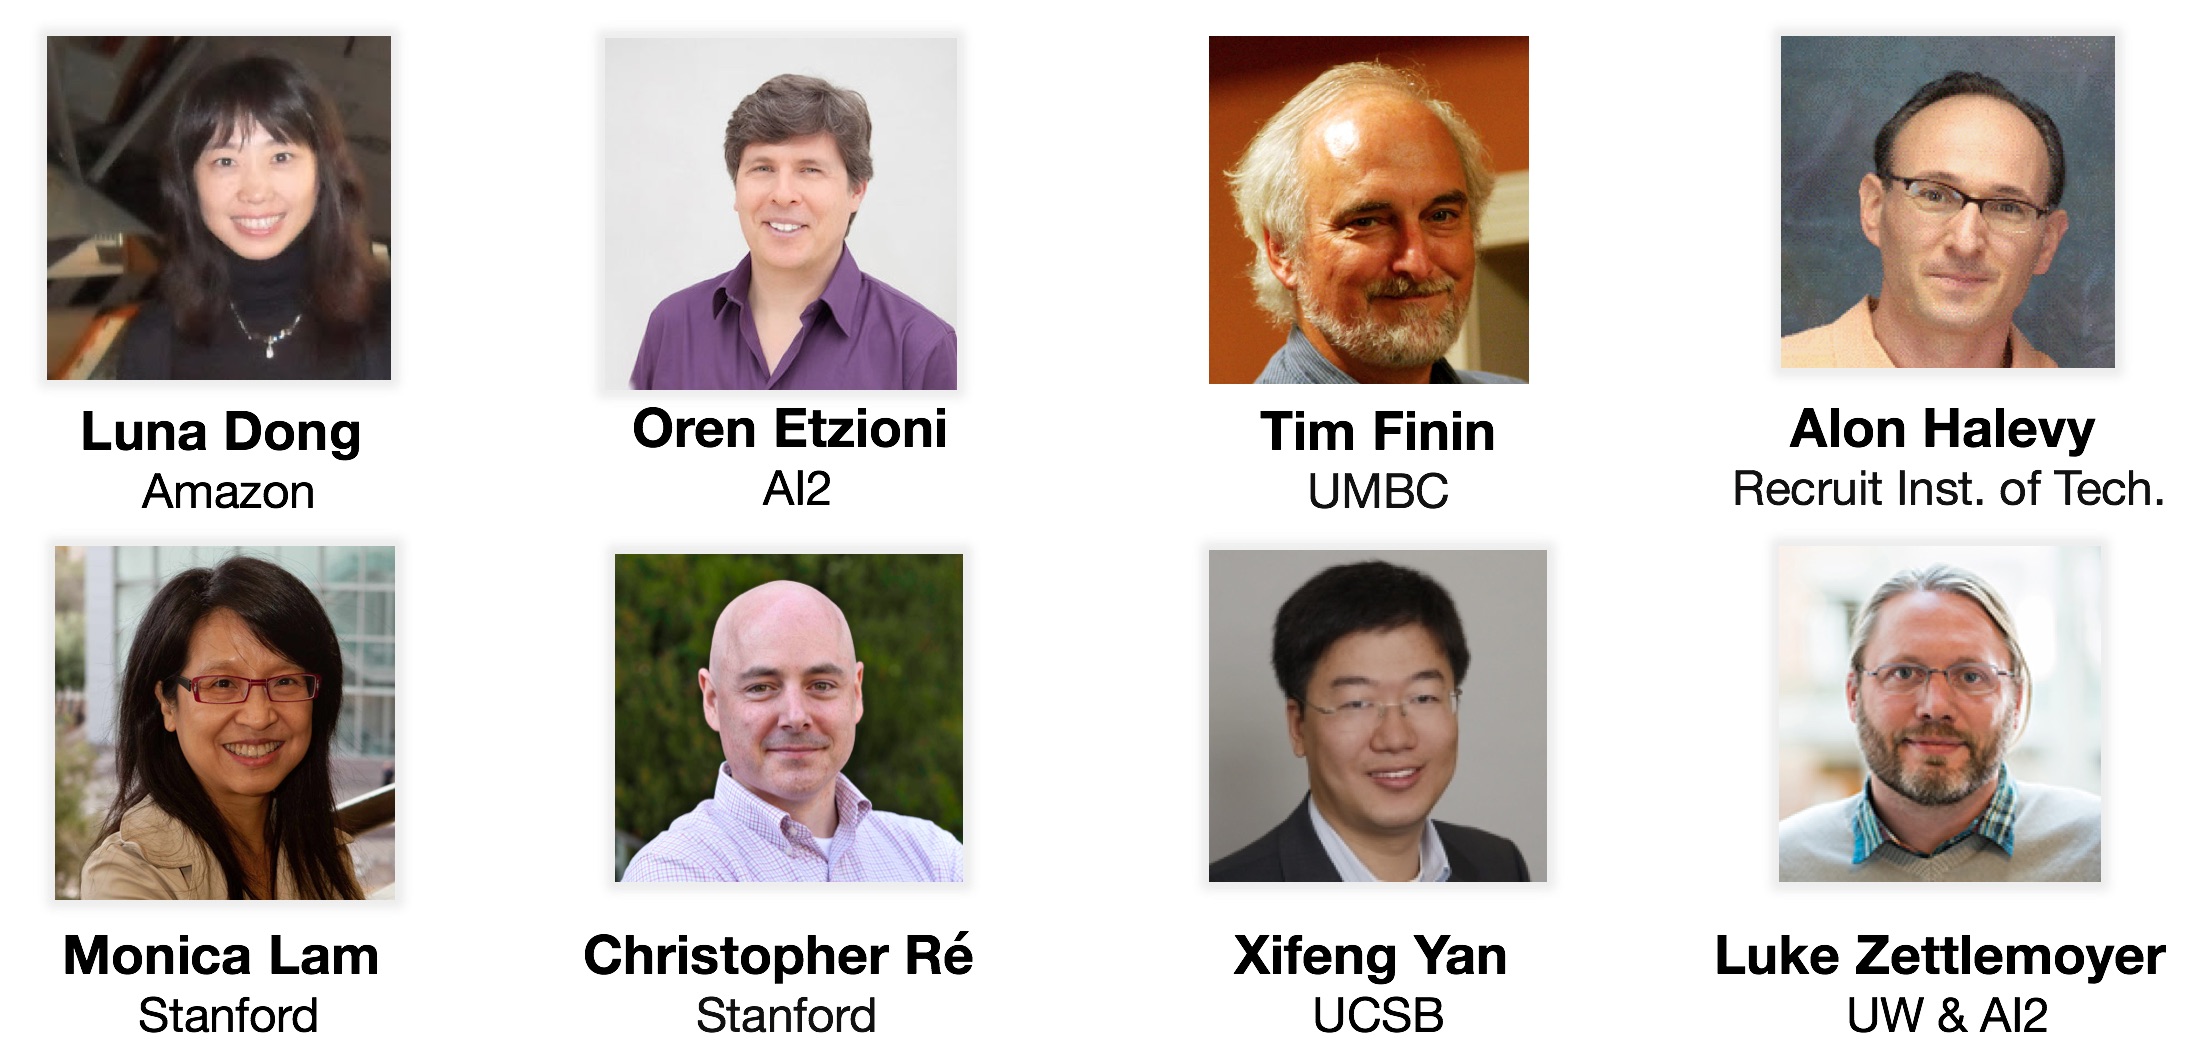 Luna Dong
Amazon
Oren Etzioni
AI2
Tim Finin
UMBC
Alon Halevy
Recruit Inst. of Tech.
Monica Lam
Stanford
Christopher Ré
Stanford
Xifeng Yan
UCSB
Luke Zettlemoyer
UW & AI2